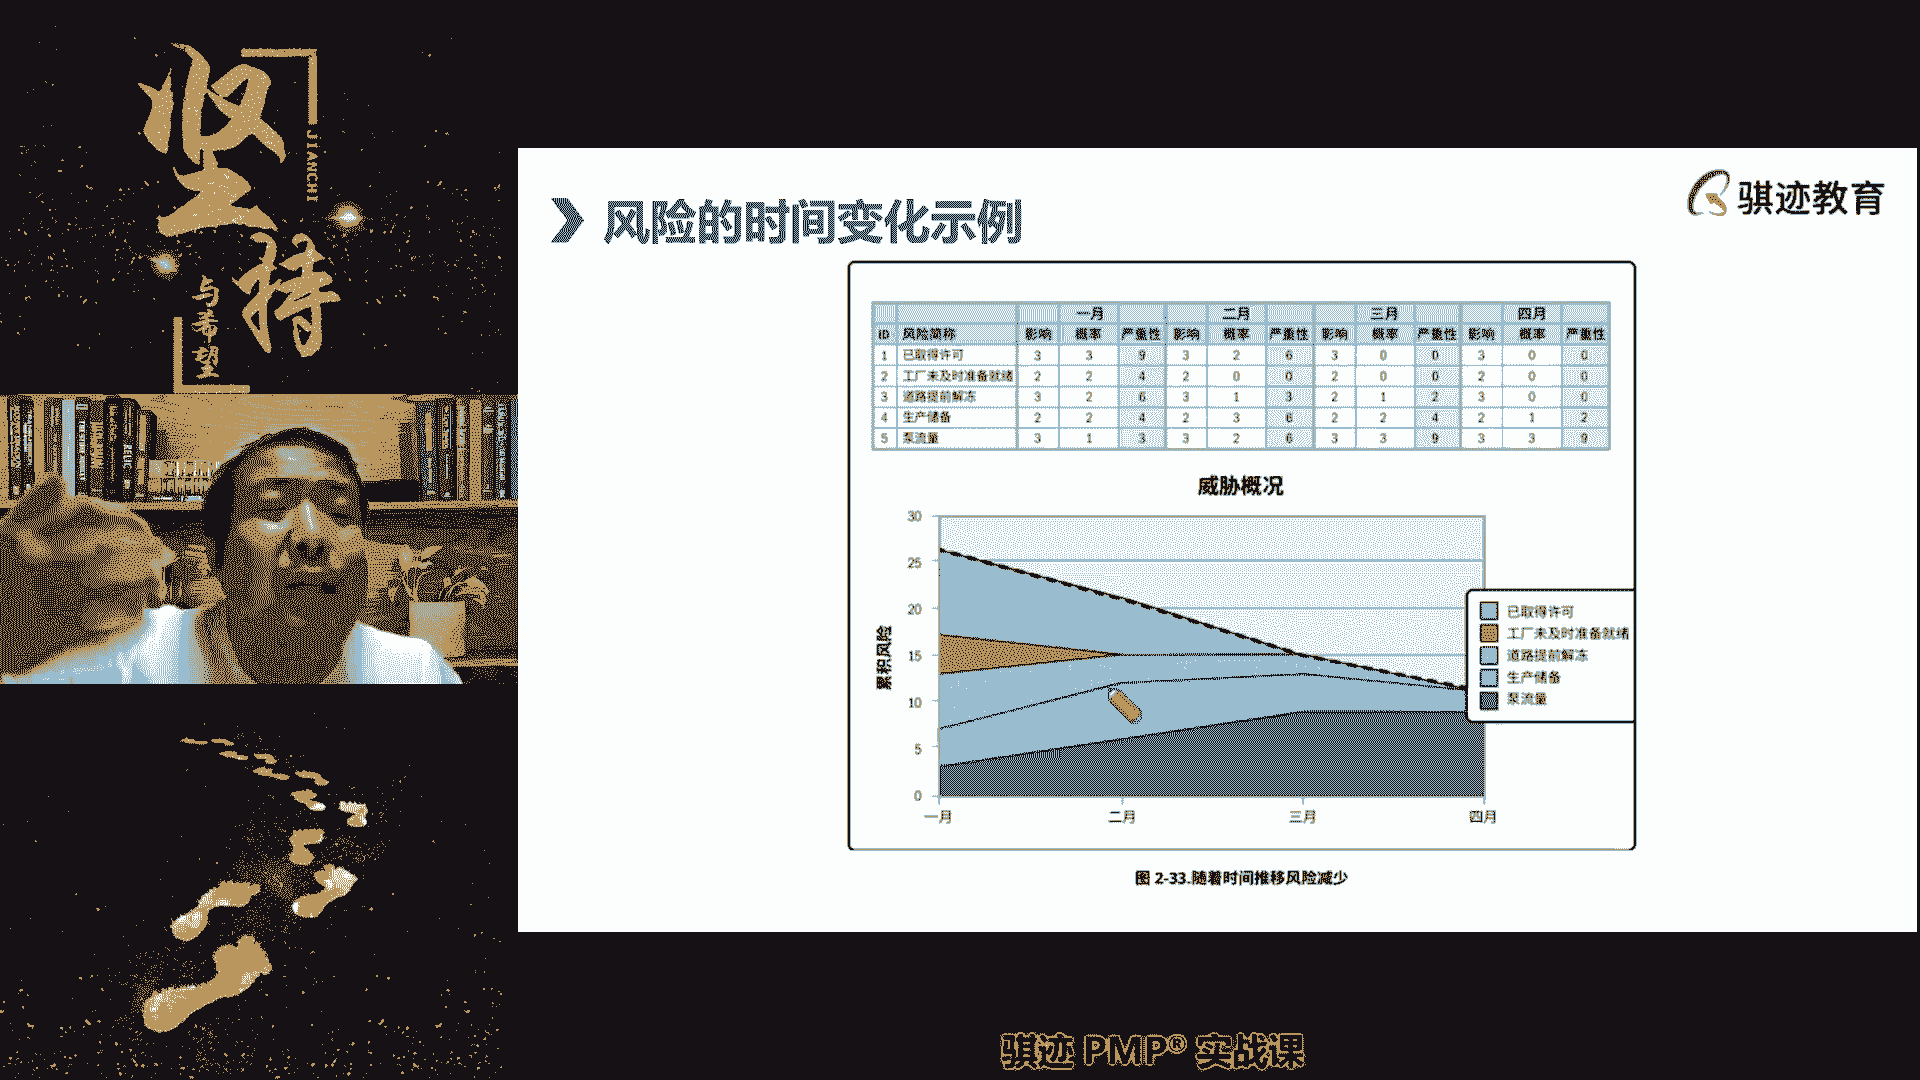 坚持
JIANCHI
与希望
骐迹教育
风险的时间变化示例
一月 二月 三月 四月
ID 风险简称 影响 概率 严重性 影响 概率 严重性 影响 概率 严重性 影响 概率 严重性
1 已取得许可 3 3 9 3 2 6 3 0 0 3 0 0
2 工厂未及时准备就绪 2 2 4 2 0 0 2 0 0 2 0 0
3 道路提前解冻 3 2 6 3 1 3 2 1 2 3 0 0
4 生产储备 2 2 4 2 3 6 2 2 4 2 1 2
5 泵流量 3 1 3 3 2 6 3 3 9 3 3 9
威胁概况
累积风险
30
25
20
15
10
5
0
一月 二月 三月 四月
已取得许可
工厂未及时准备就绪
道路提前解冻
生产储备
泵流量
图 2-33.随着时间推移风险减少
骐迹 PMP® 实战课